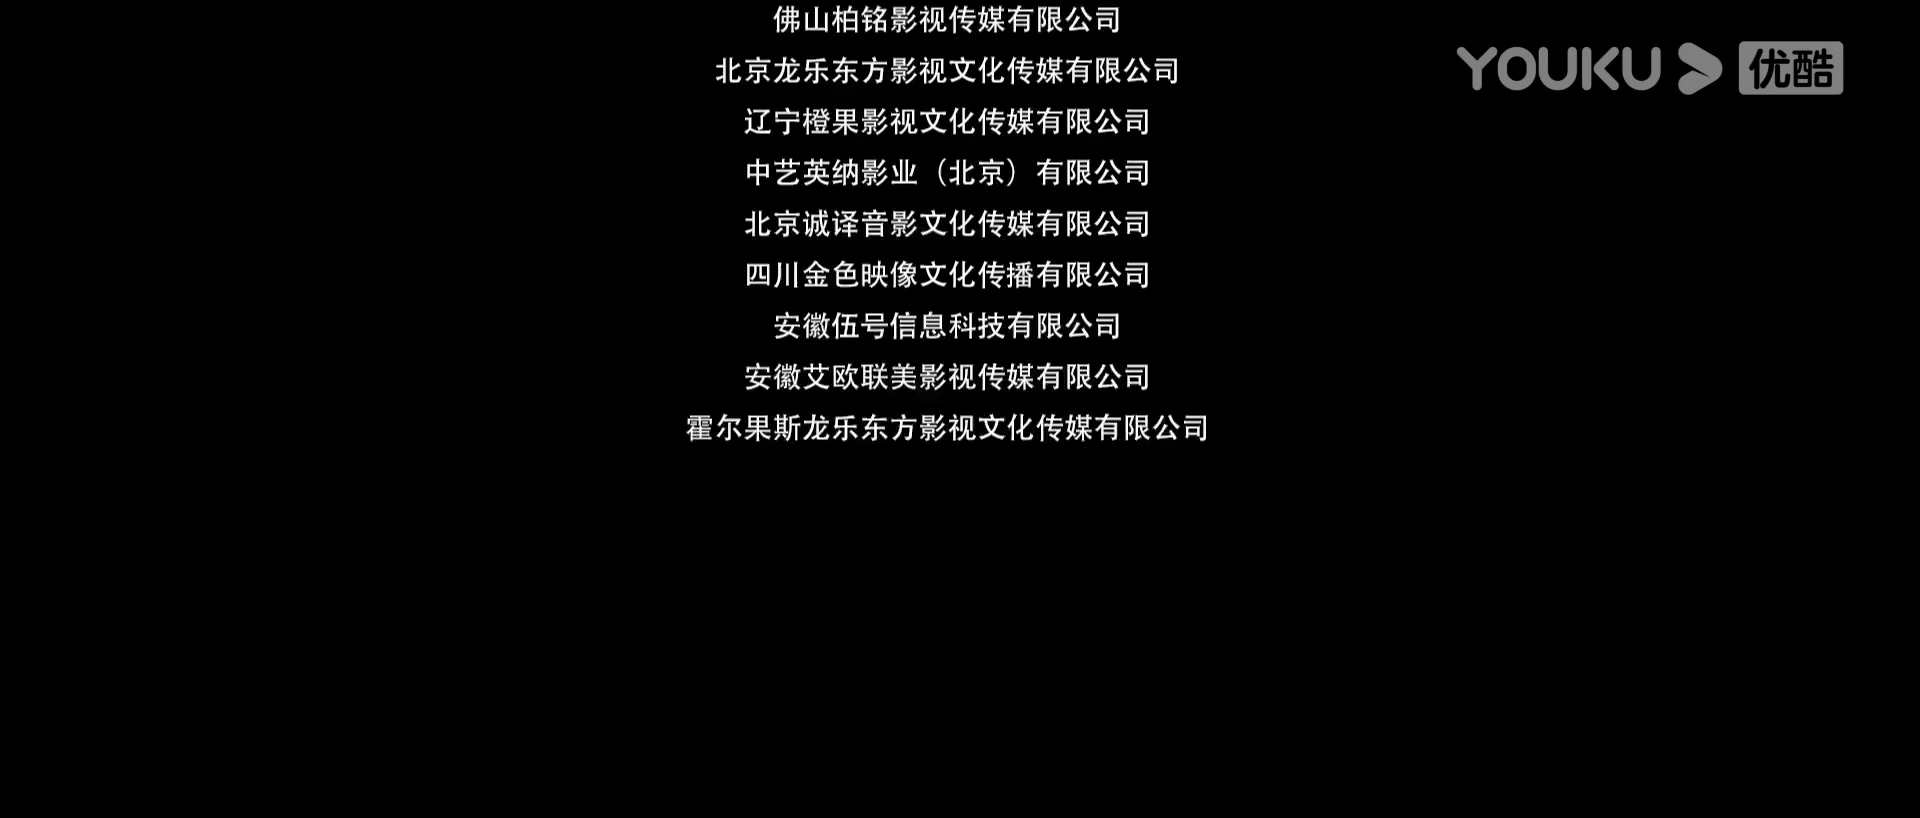 佛山柏铭影视传媒有限公司
北京龙乐东方影视文化传媒有限公司
辽宁橙果影视文化传媒有限公司
中艺英纳影业（北京）有限公司
北京诚译音影文化传媒有限公司
四川金色映像文化传播有限公司
安徽伍号信息科技有限公司
安徽艾欧联美影视传媒有限公司
霍尔果斯龙乐东方影视文化传媒有限公司
YOUKU 优酷